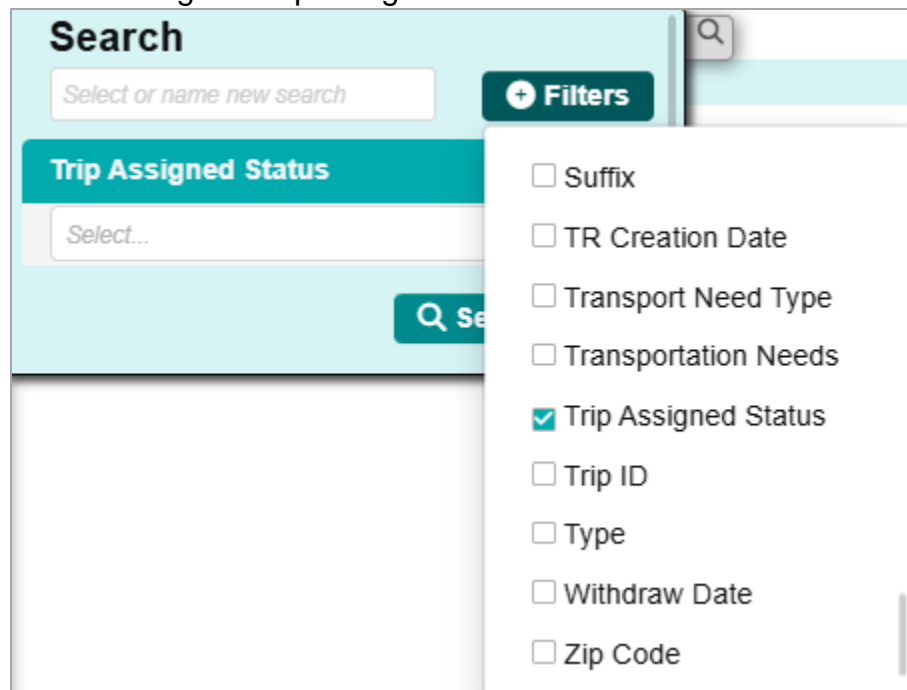 Search
Select or name new search
Filters
Trip Assigned Status
Select...
Se
Suffix
TR Creation Date
Transport Need Type
Transportation Needs
Trip Assigned Status
Trip ID
Type
Withdraw Date
Zip Code